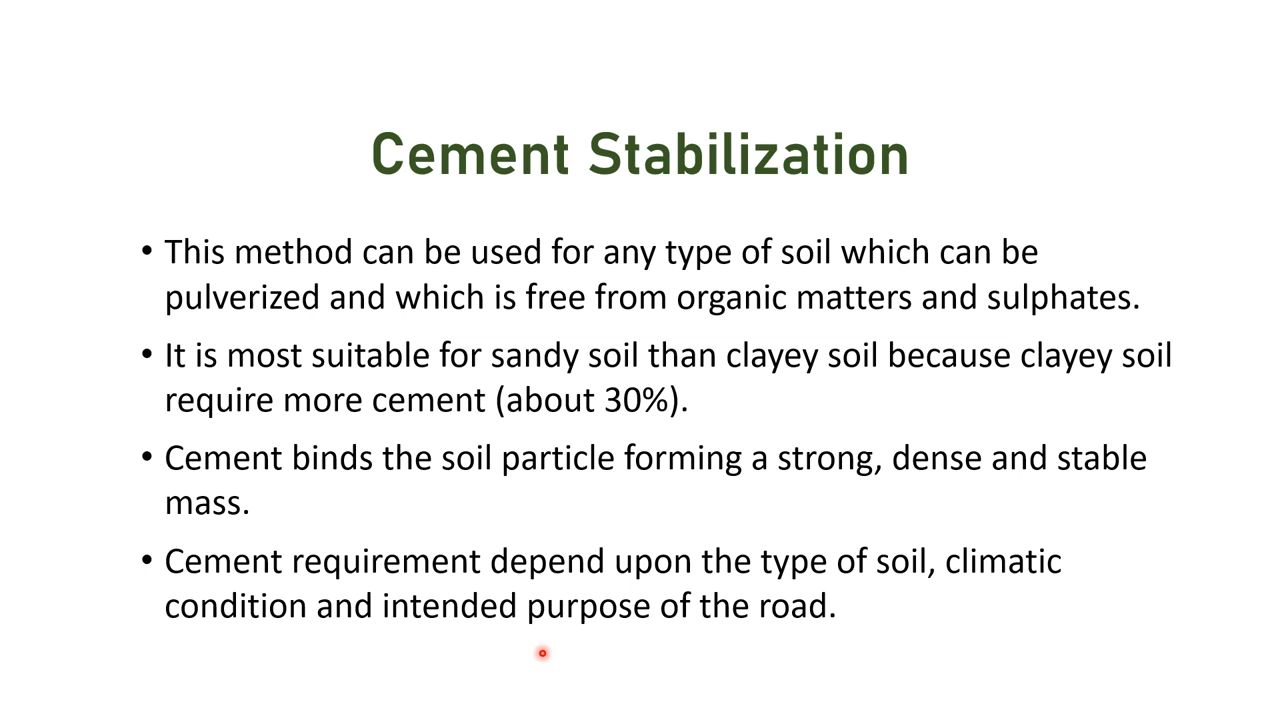 Cement Stabilization
• This method can be used for any type of soil which can be
pulverized and which is free from organic matters and sulphates.
• It is most suitable for sandy soil than clayey soil because clayey soil
require more cement (about 30%).
• Cement binds the soil particle forming a strong, dense and stable
mass.
• Cement requirement depend upon the type of soil, climatic
condition and intended purpose of the road.